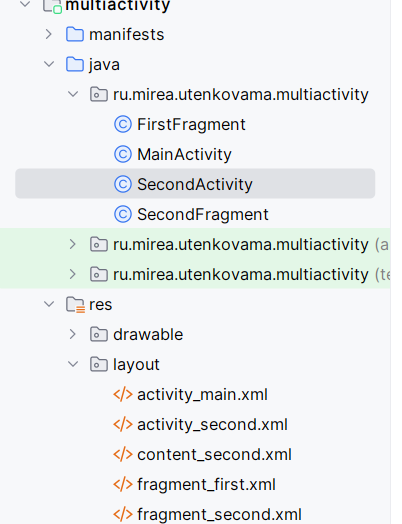 multiactivity
manifests
java
ru.mirea.utenkovama.multiactivity
FirstFragment
MainActivity
SecondActivity
SecondFragment
ru.mirea.utenkovama.multiactivity (a
ru.mirea.utenkovama.multiactivity (te
res
drawable
layout
activity_main.xml
activity_second.xml
content_second.xml
fragment_first.xml
fragment_second.xml